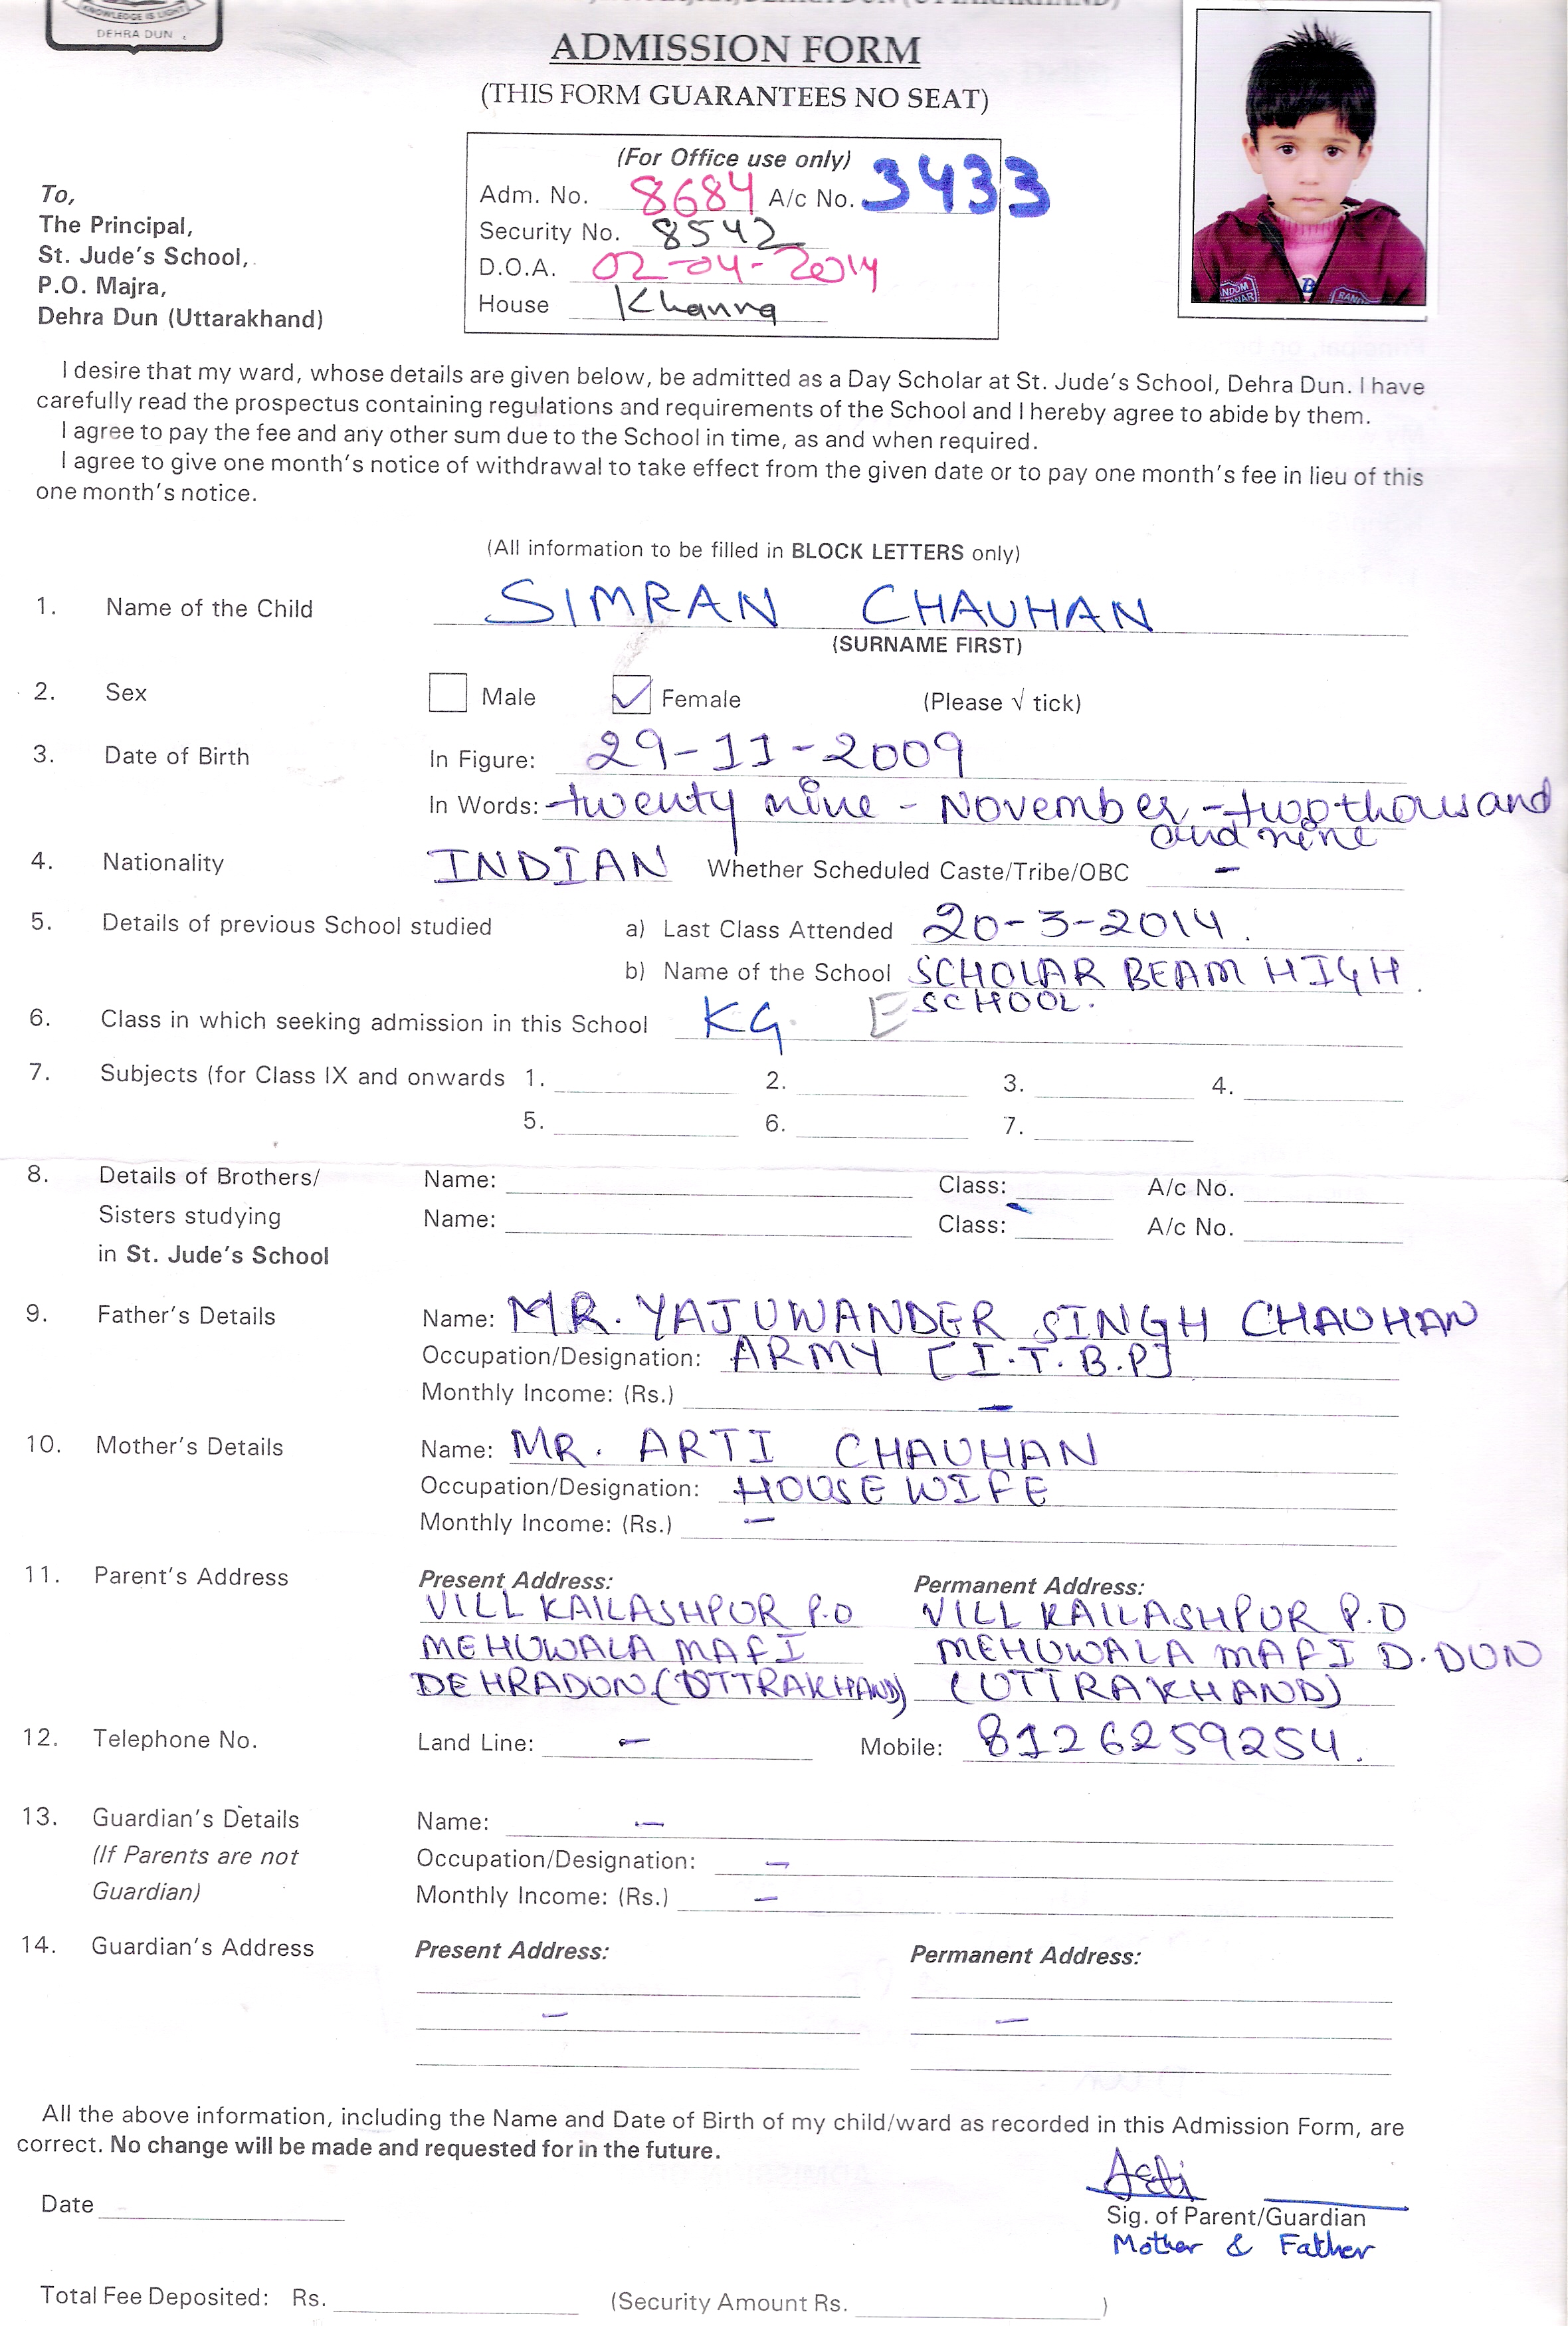 KNOWLEDGE IS LIGHT
DEHRA DUN
ADMISSION FORM
(THIS FORM GUARANTEES NO SEAT)
(For Office use only)
Adm. No. 8684 A/c No. 3433
Security No. 8542
D.O.A. 02-04-2014
House Khanna
To,
The Principal,
St. Jude's School,
P.O. Majra,
Dehra Dun (Uttarakhand)
I desire that my ward, whose details are given below, be admitted as a Day Scholar at St. Jude's School, Dehra Dun. I have
carefully read the prospectus containing regulations and requirements of the School and I hereby agree to abide by them.
I agree to pay the fee and any other sum due to the School in time, as and when required.
I agree to give one month's notice of withdrawal to take effect from the given date or to pay one month's fee in lieu of this
one month's notice.
(All information to be filled in BLOCK LETTERS only)
1. Name of the Child SIMRAN CHAUHAN
(SURNAME FIRST)
2. Sex Male ✓ Female (Please √ tick)
3. Date of Birth In Figure: 29-11-2009
In Words: twenty nine - November - two thousand
and nine
4. Nationality INDIAN Whether Scheduled Caste/Tribe/OBC -
5. Details of previous School studied a) Last Class Attended 20-3-2014.
b) Name of the School SCHOLAR BEAM HIGH
SCHOOL.
6. Class in which seeking admission in this School KG. E
7. Subjects (for Class IX and onwards 1. 2. 3. 4.
5. 6. 7.
8. Details of Brothers/ Name: Class: A/c No.
Sisters studying Name: Class: A/c No.
in St. Jude's School
9. Father's Details Name: MR. YAJUWANDER SINGH CHAUHAN
Occupation/Designation: ARMY [I.T.B.P]
Monthly Income: (Rs.) -
10. Mother's Details Name: MR. ARTI CHAUHAN
Occupation/Designation: HOUSE WIFE
Monthly Income: (Rs.) -
11. Parent's Address Present Address: Permanent Address:
VILL KAILASHPUR P.O VILL KAILASHPUR P.O
MEHUWALA MAFI MEHUWALA MAFI D.DUN
DEHRADUN (UTTRAKHAND) (UTTRAKHAND)
12. Telephone No. Land Line: - Mobile: 8126259254.
13. Guardian's Details Name: -
(If Parents are not Occupation/Designation: -
Guardian) Monthly Income: (Rs.) -
14. Guardian's Address Present Address: Permanent Address:
- -
All the above information, including the Name and Date of Birth of my child/ward as recorded in this Admission Form, are
correct. No change will be made and requested for in the future.
Arti
Date Sig. of Parent/Guardian
Mother & Father
Total Fee Deposited: Rs. (Security Amount Rs. )